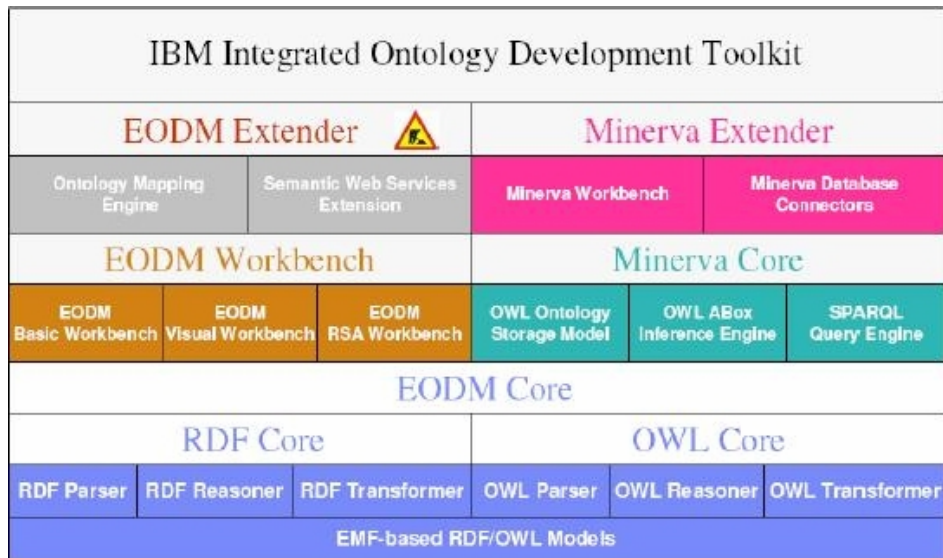 IBM Integrated Ontology Development Toolkit
EODM Extender
Minerva Extender
Ontology Mapping
Engine
Semantic Web Services
Extension
Minerva Workbench
Minerva Database
Connectors
EODM Workbench
Minerva Core
EODM
Basic Workbench
EODM
Visual Workbench
EODM
RSA Workbench
OWL Ontology
Storage Model
OWL ABox
Inference Engine
SPARQL
Query Engine
EODM Core
RDF Core
OWL Core
RDF Parser
RDF Reasoner
RDF Transformer
OWL Parser
OWL Reasoner
OWL Transformer
EMF-based RDF/OWL Models